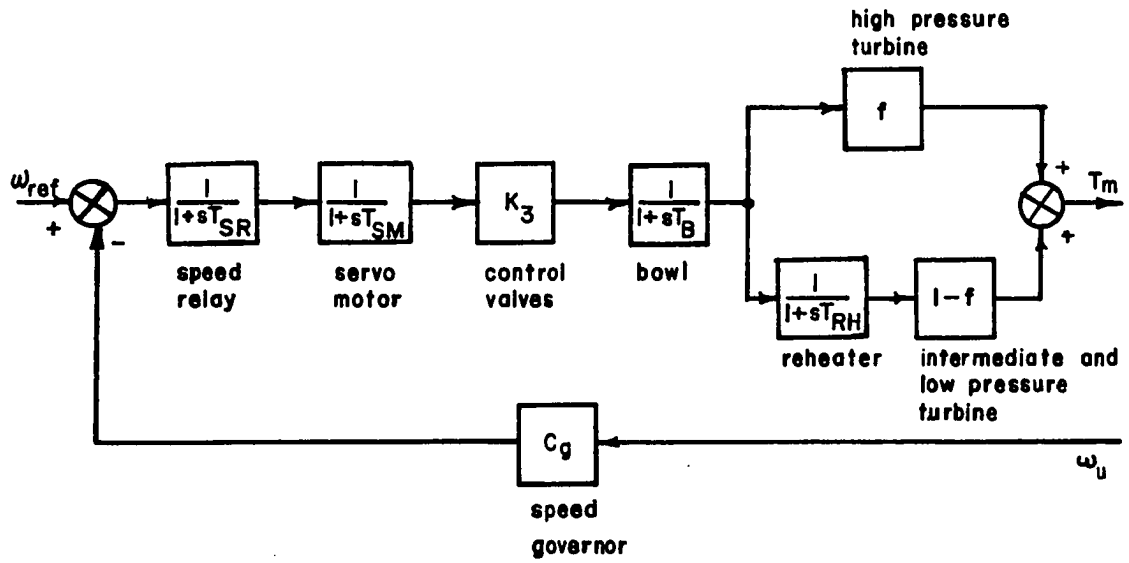 high pressure
turbine
f
ω_ref
+
-
1
1+sT_SR
speed
relay
1
1+sT_SM
servo
motor
K_3
control
valves
1
1+sT_B
bowl
+
T_m
+
1
1+sT_RH
reheater
1-f
intermediate and
low pressure
turbine
C_g
speed
governor
ω_u